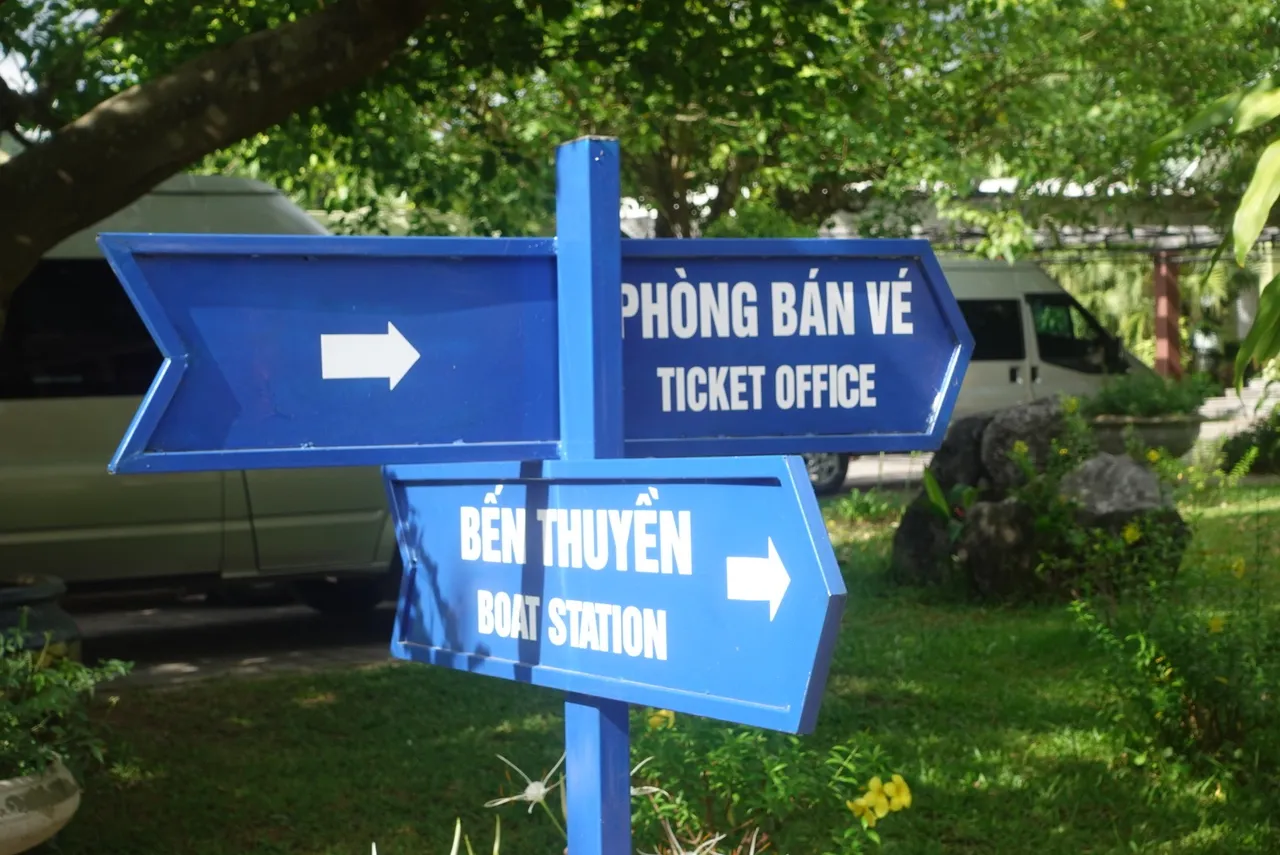 PHÒNG BÁN VÉ
TICKET OFFICE
BẾN THUYỀN
BOAT STATION